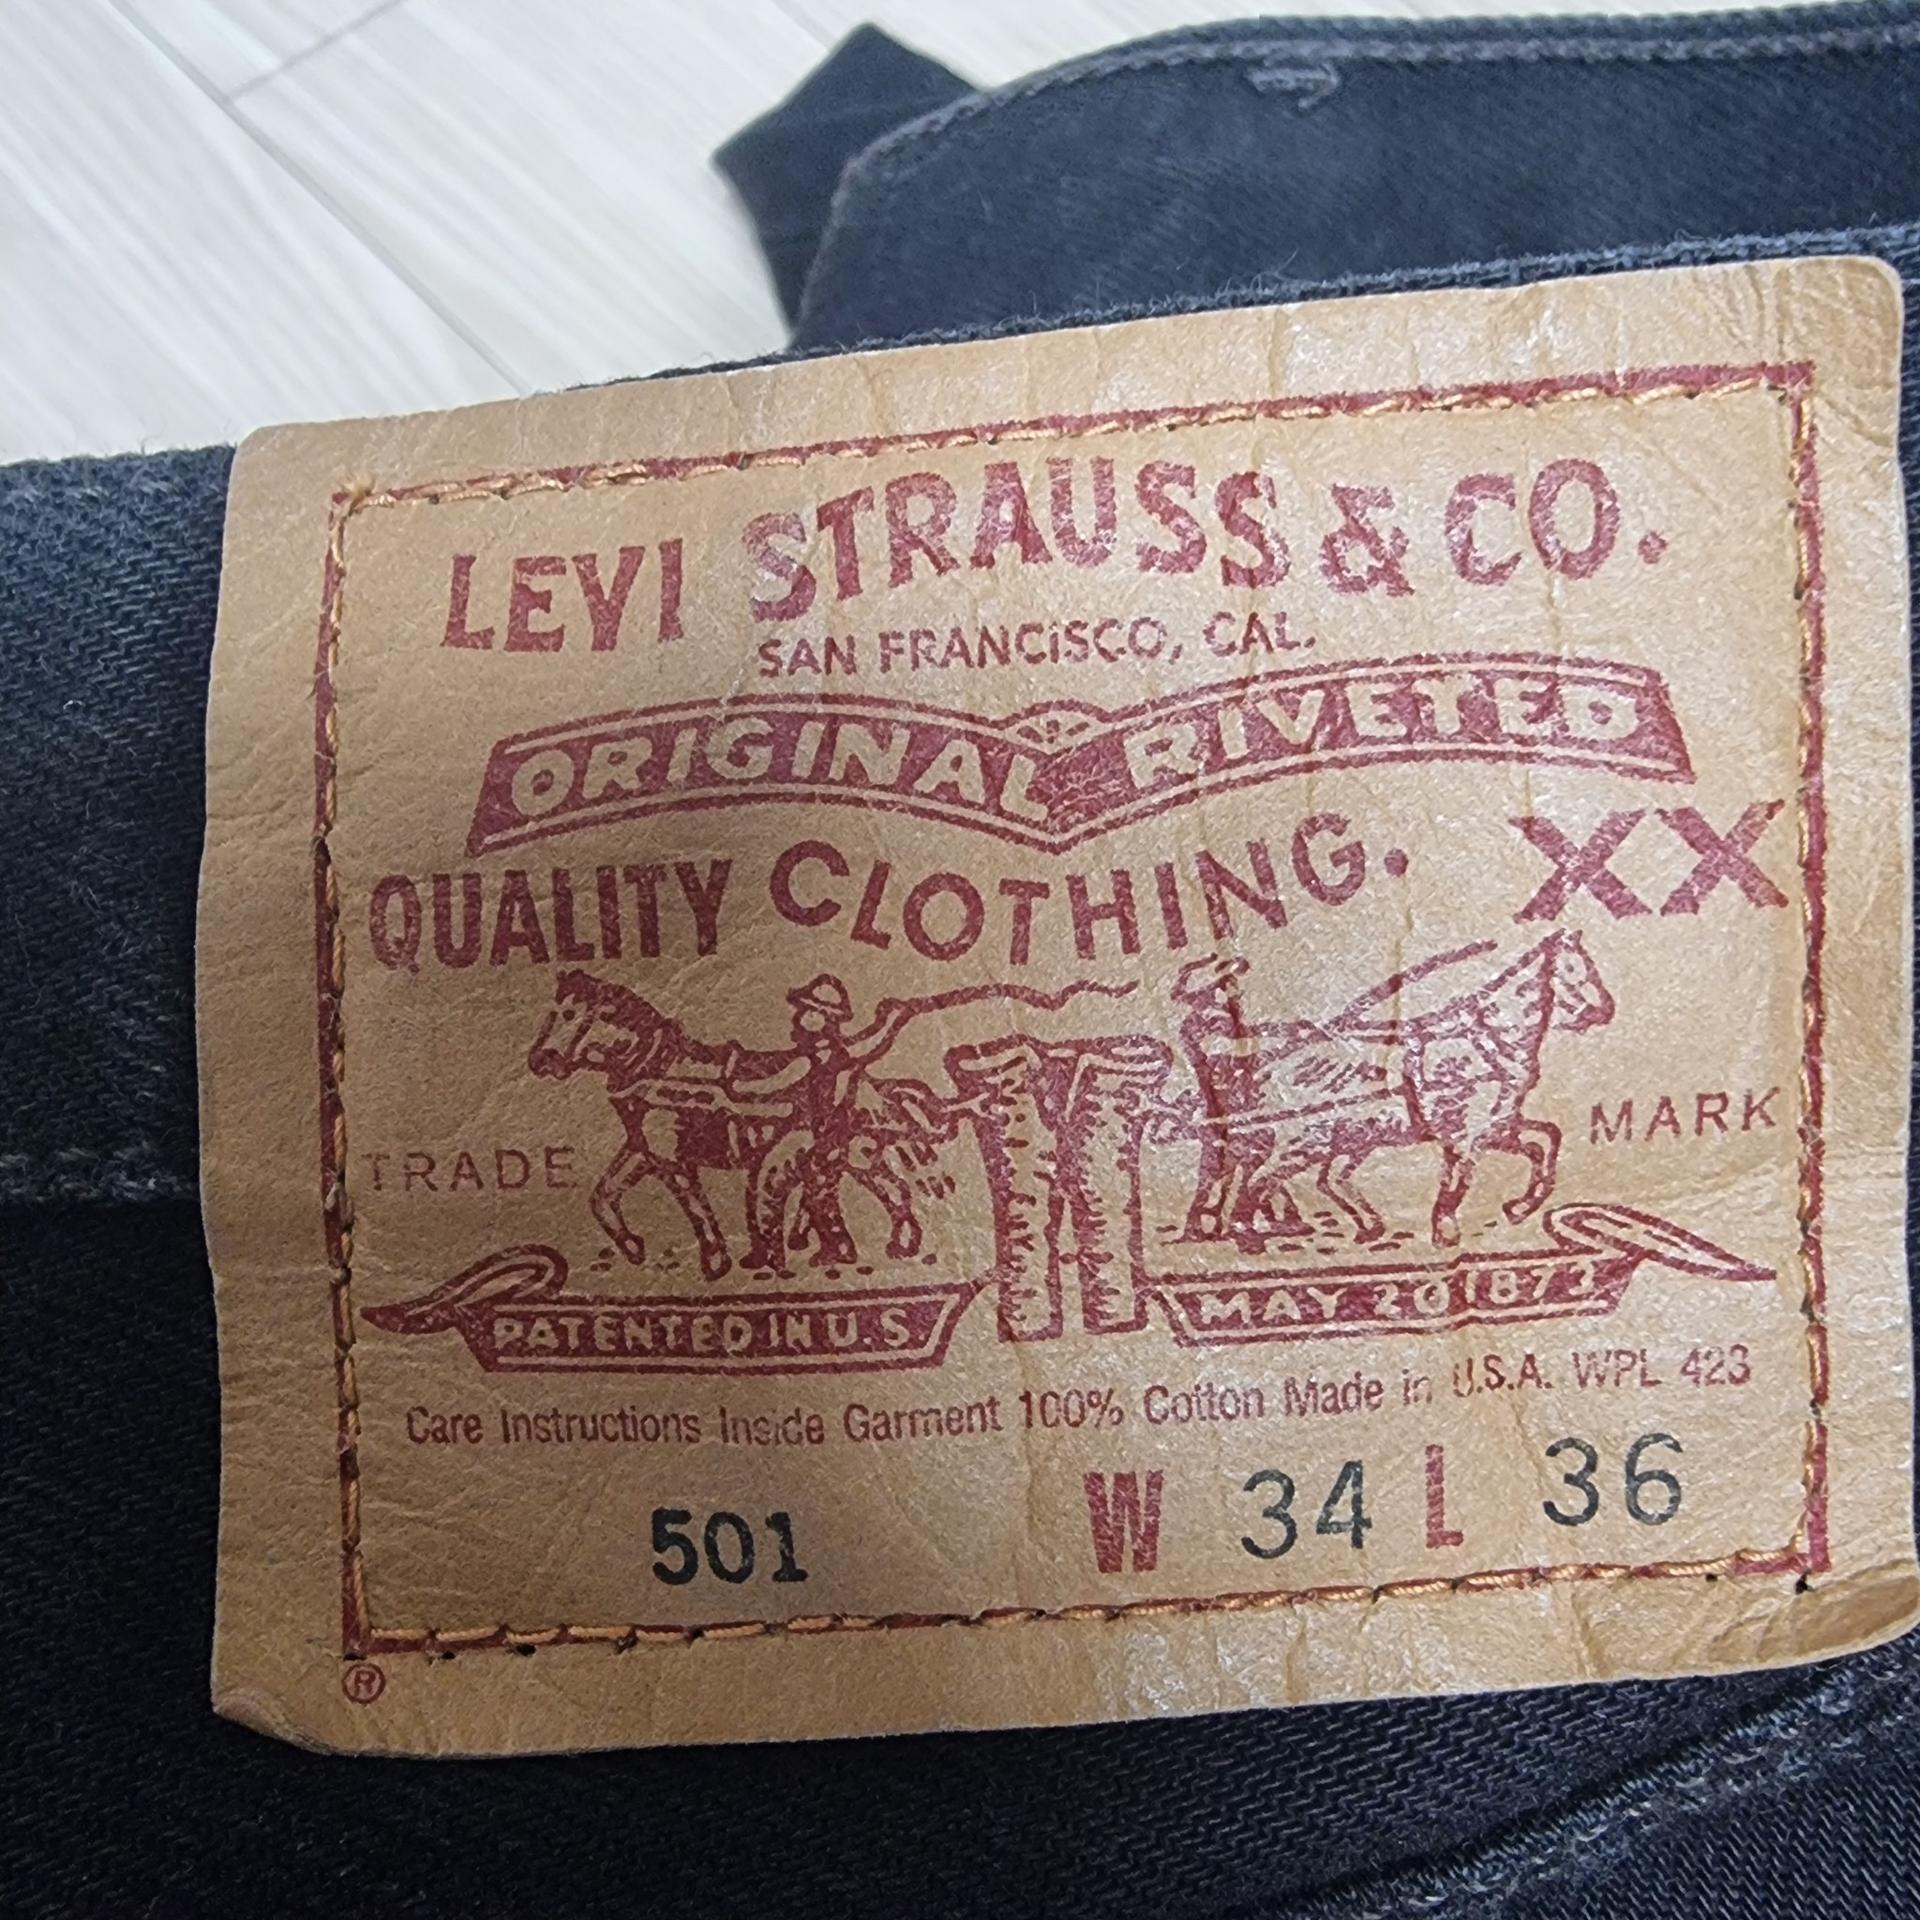 LEVI STRAUSS & CO.
SAN FRANCISCO, CAL.
ORIGINAL RIVETED
QUALITY CLOTHING. XX
TRADE MARK
PATENTED IN U.S MAY 20 1873
Care Instructions Inside Garment 100% Cotton Made in U.S.A. WPL 423
501 W 34 L 36
®